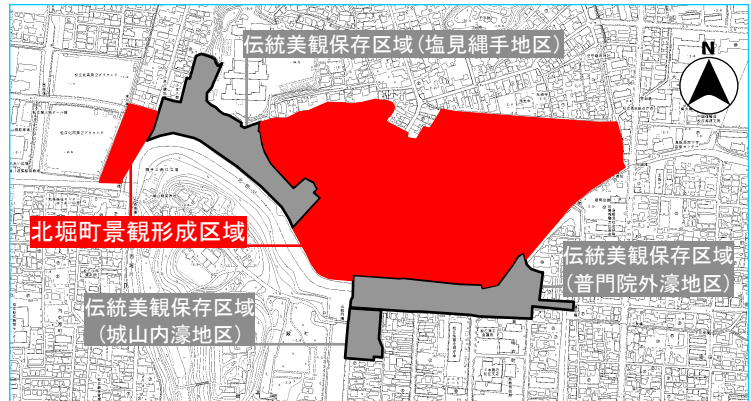 伝統美観保存区域(塩見縄手地区)
N
北堀町景観形成区域
伝統美観保存区域
(普門院外濠地区)
伝統美観保存区域
(城山内濠地区)